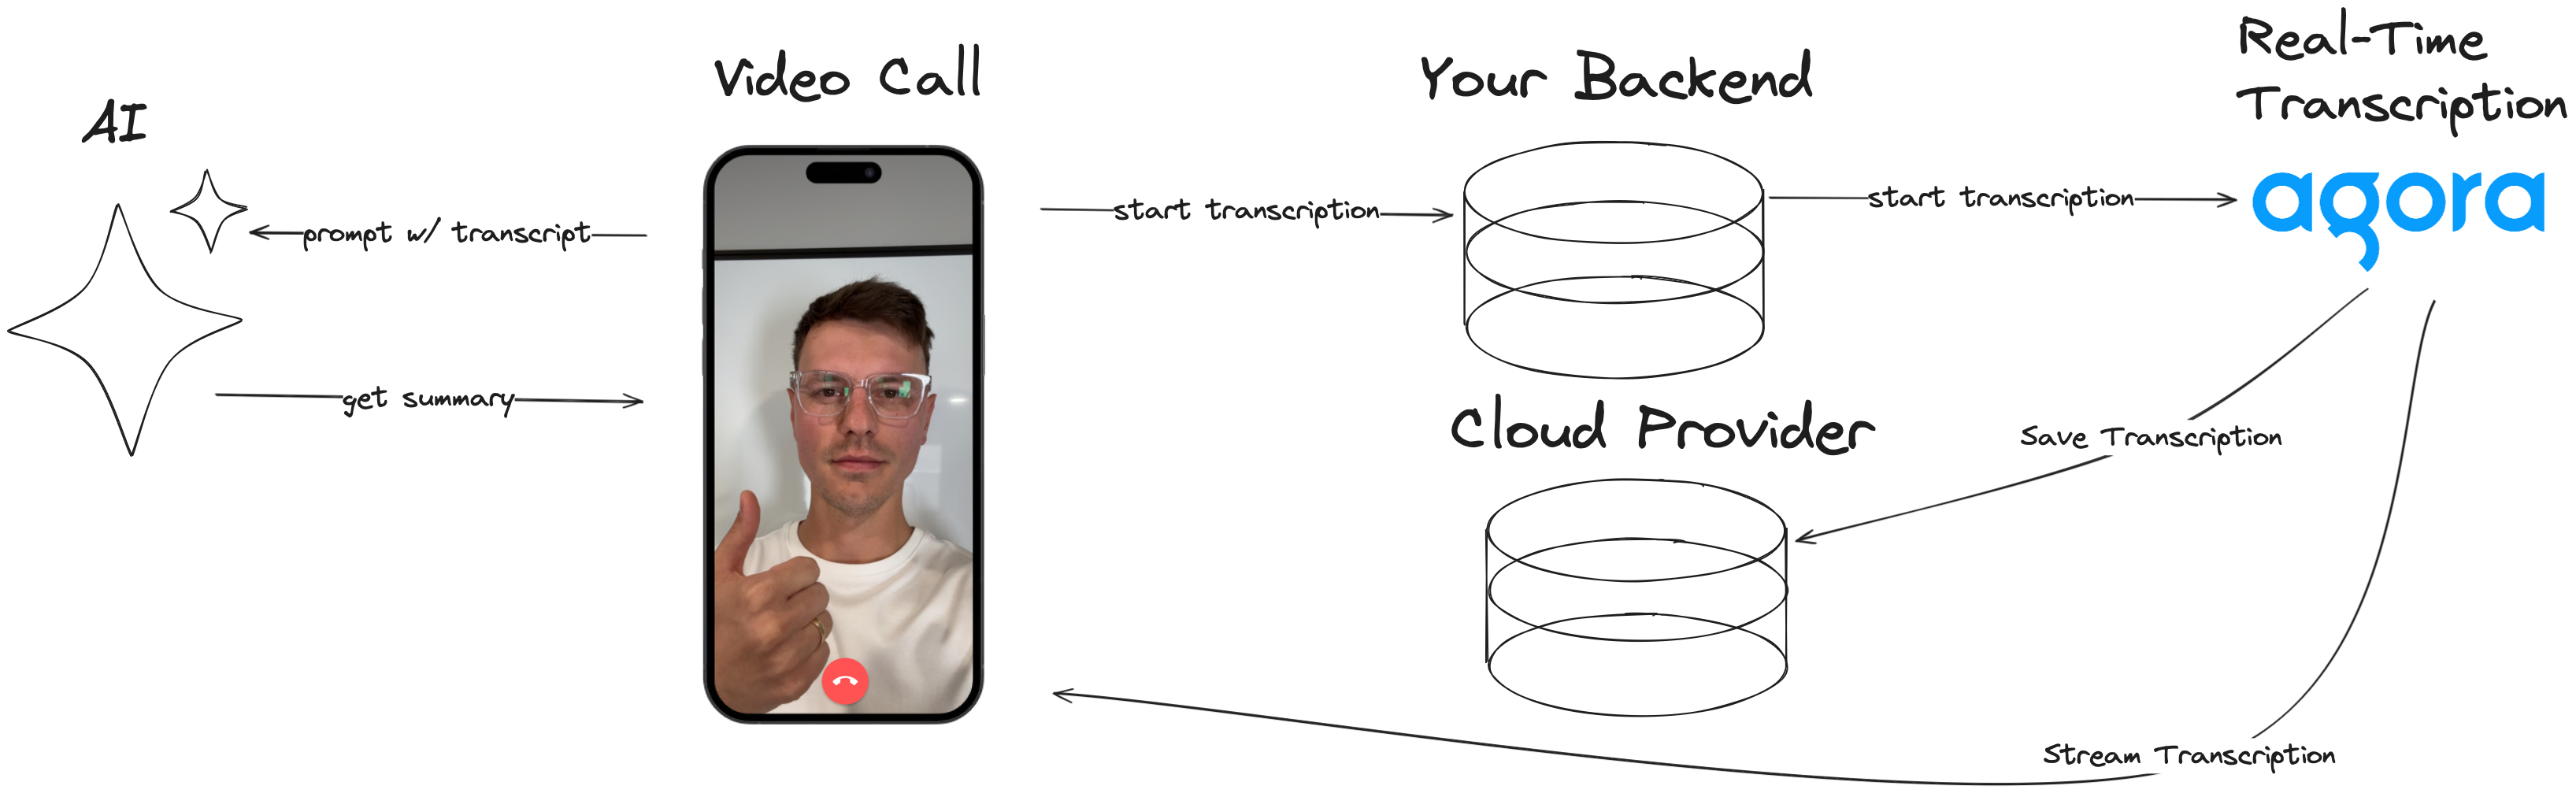 AI
prompt w/ transcript
get summary
Video Call
start transcription
Your Backend
start transcription
Real-Time
Transcription
agora
Cloud Provider
Save Transcription
Stream Transcription